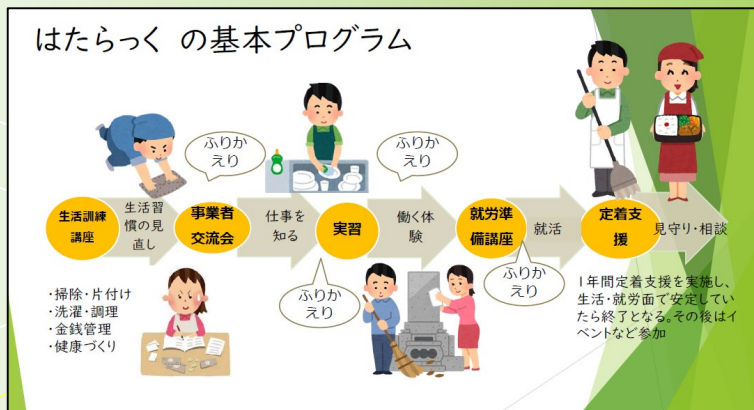 はたらっく の基本プログラム
ふりか
えり
ふりか
えり
生活訓練
講座
生活習
慣の見
直し
事業者
交流会
仕事を
知る
実習
働く体
験
就労準
備講座
就活
定着支
援
見守り・相談
ふりか
えり
ふりか
えり
・掃除・片付け
・洗濯・調理
・金銭管理
・健康づくり
1年間定着支援を実施し、
生活・就労面で安定してい
たら終了となる。その後はイ
ベントなど参加